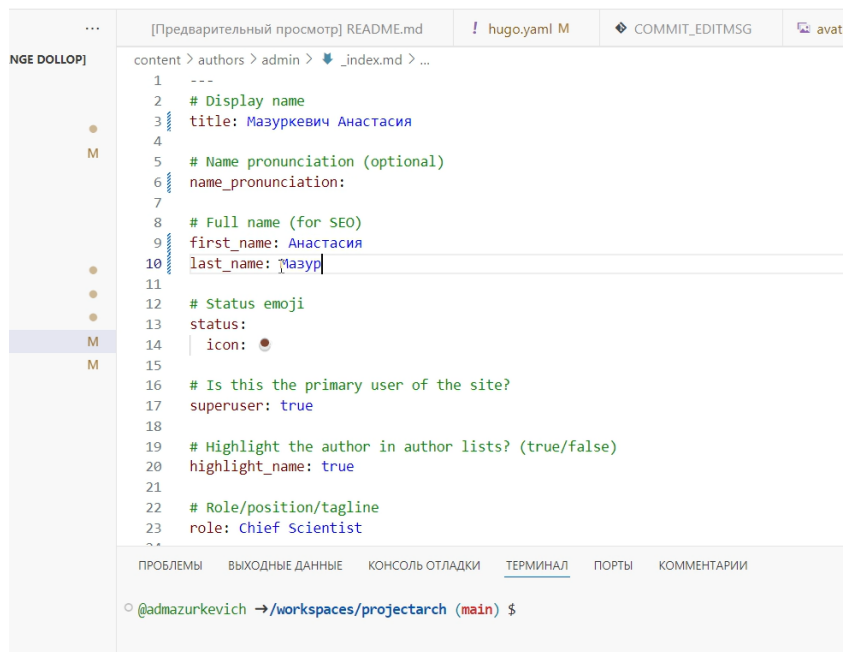 ··· [Предварительный просмотр] README.md ! hugo.yaml M COMMIT_EDITMSG avat
NGE DOLLOP] content > authors > admin > _index.md > ...
1 ---
2 # Display name
3 title: Мазуркевич Анастасия
4
M 5 # Name pronunciation (optional)
6 name_pronunciation:
7
8 # Full name (for SEO)
9 first_name: Анастасия
10 last_name: Мазур
11
12 # Status emoji
13 status:
M 14 icon: ☕
M 15
16 # Is this the primary user of the site?
17 superuser: true
18
19 # Highlight the author in author lists? (true/false)
20 highlight_name: true
21
22 # Role/position/tagline
23 role: Chief Scientist
ПРОБЛЕМЫ ВЫХОДНЫЕ ДАННЫЕ КОНСОЛЬ ОТЛАДКИ ТЕРМИНАЛ ПОРТЫ КОММЕНТАРИИ
@admazurkevich →/workspaces/projectarch (main) $